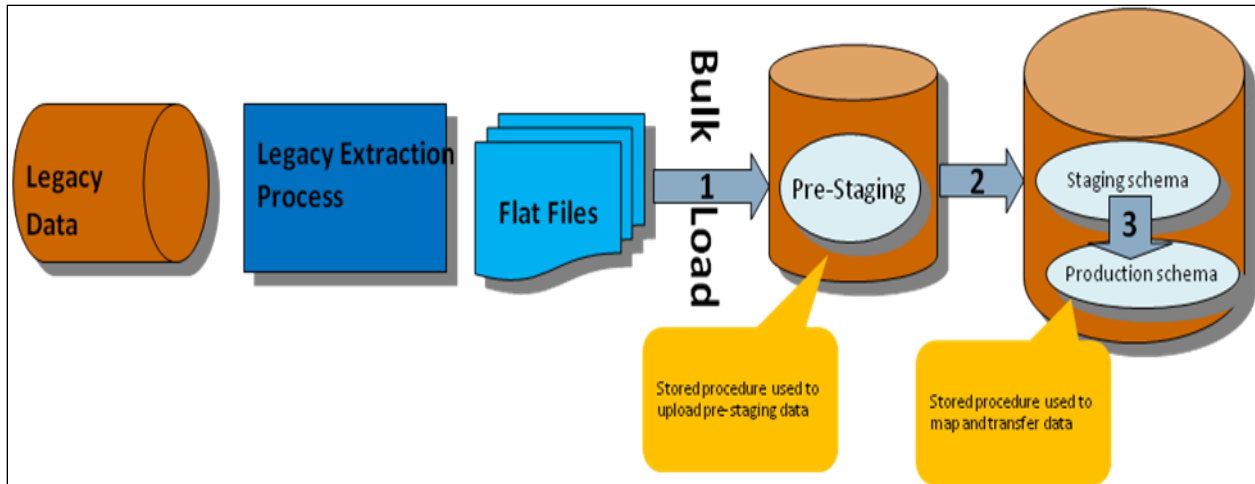 Legacy
Data
Legacy Extraction
Process
Flat Files
Bulk Load
1
Pre-Staging
2
Staging schema
3
Production schema
Stored procedure used to
upload pre-staging data
Stored procedure used to
map and transfer data